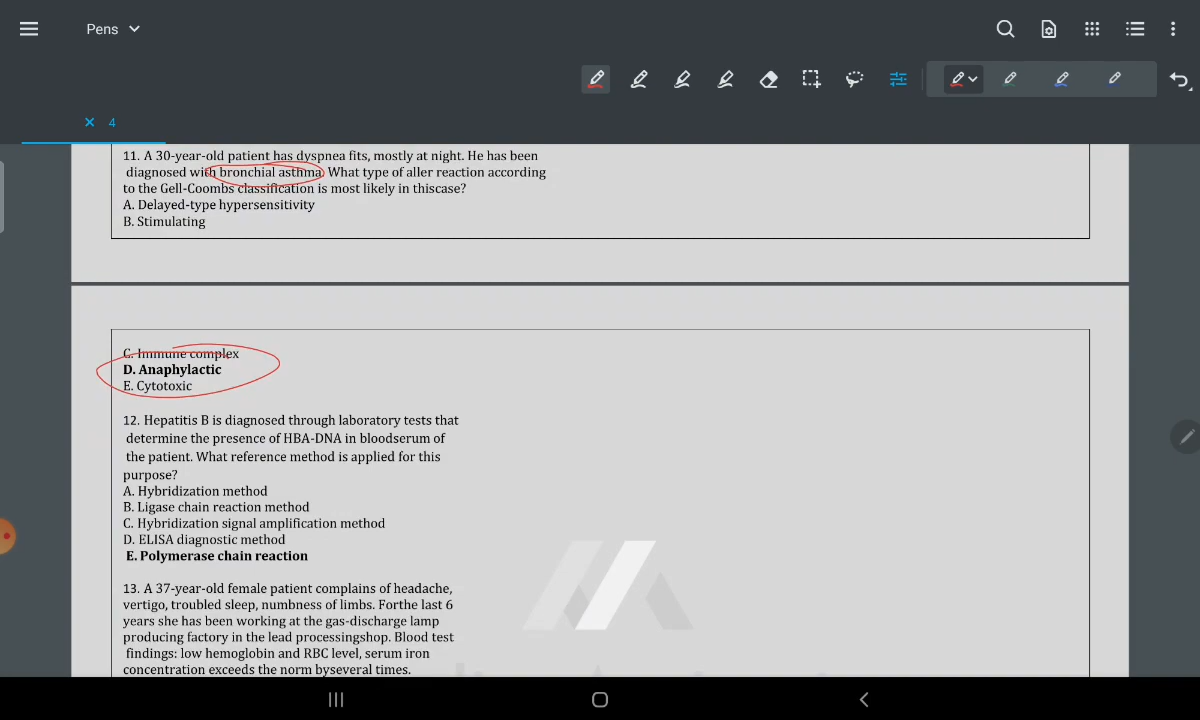 Pens
4
11. A 30-year-old patient has dyspnea fits, mostly at night. He has been
diagnosed with bronchial asthma. What type of aller reaction according
to the Gell-Coombs classification is most likely in thiscase?
A. Delayed-type hypersensitivity
B. Stimulating
C. Immune complex
D. Anaphylactic
E. Cytotoxic
12. Hepatitis B is diagnosed through laboratory tests that
determine the presence of HBA-DNA in bloodserum of
the patient. What reference method is applied for this
purpose?
A. Hybridization method
B. Ligase chain reaction method
C. Hybridization signal amplification method
D. ELISA diagnostic method
E. Polymerase chain reaction
13. A 37-year-old female patient complains of headache,
vertigo, troubled sleep, numbness of limbs. Forthe last 6
years she has been working at the gas-discharge lamp
producing factory in the lead processingshop. Blood test
findings: low hemoglobin and RBC level, serum iron
concentration exceeds the norm byseveral times.